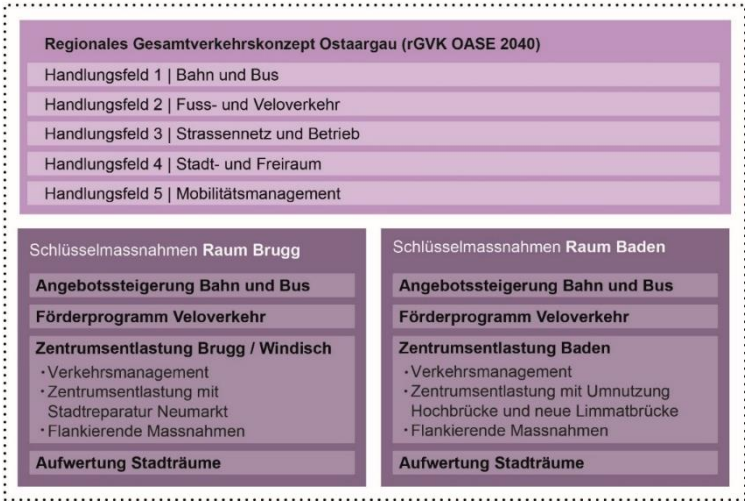 Regionales Gesamtverkehrskonzept Ostaargau (rGVK OASE 2040)
Handlungsfeld 1 | Bahn und Bus
Handlungsfeld 2 | Fuss- und Veloverkehr
Handlungsfeld 3 | Strassennetz und Betrieb
Handlungsfeld 4 | Stadt- und Freiraum
Handlungsfeld 5 | Mobilitätsmanagement
Schlüsselmassnahmen Raum Brugg
Angebotssteigerung Bahn und Bus
Förderprogramm Veloverkehr
Zentrumsentlastung Brugg / Windisch
· Verkehrsmanagement
· Zentrumsentlastung mit
Stadtreparatur Neumarkt
· Flankierende Massnahmen
Aufwertung Stadträume
Schlüsselmassnahmen Raum Baden
Angebotssteigerung Bahn und Bus
Förderprogramm Veloverkehr
Zentrumsentlastung Baden
· Verkehrsmanagement
· Zentrumsentlastung mit Umnutzung
Hochbrücke und neue Limmatbrücke
· Flankierende Massnahmen
Aufwertung Stadträume